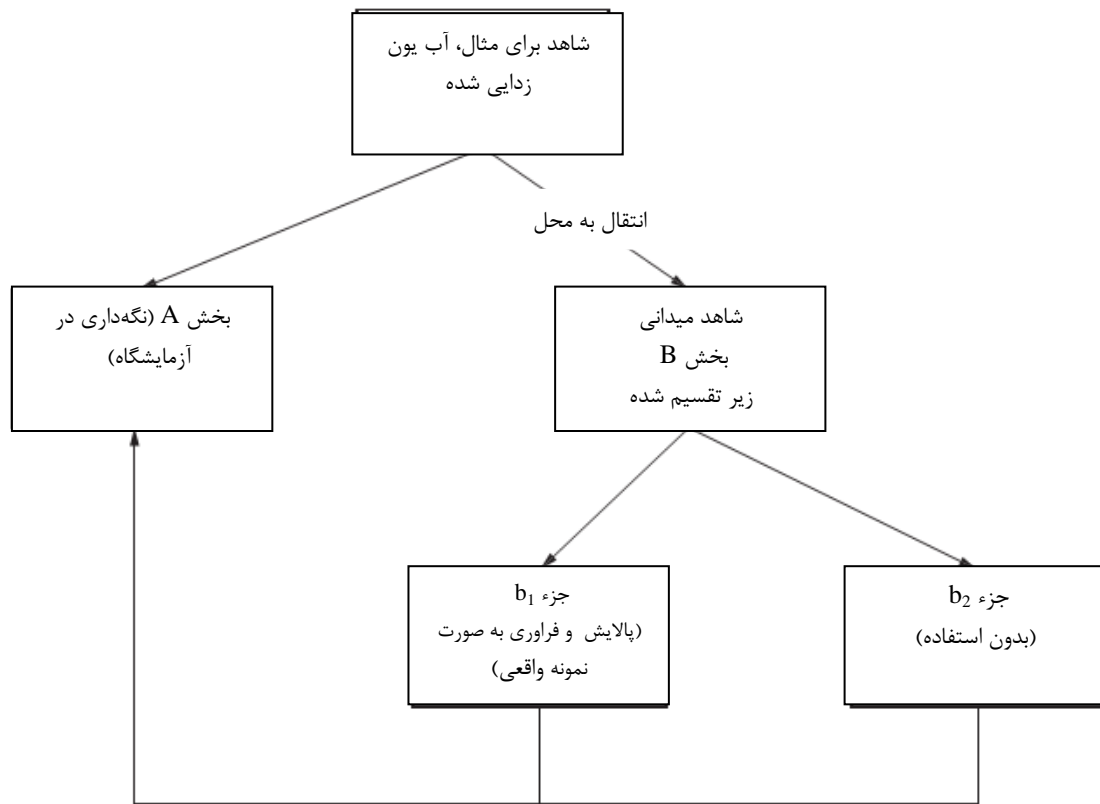 شاهد برای مثال، آب یون
زدایی شده
انتقال به محل
بخش A (نگه‌داری در
آزمایشگاه)
شاهد میدانی
بخش B
زیر تقسیم شده
جزء b₁
(پالایش و فراوری به صورت
نمونه واقعی)
جزء b₂
(بدون استفاده)